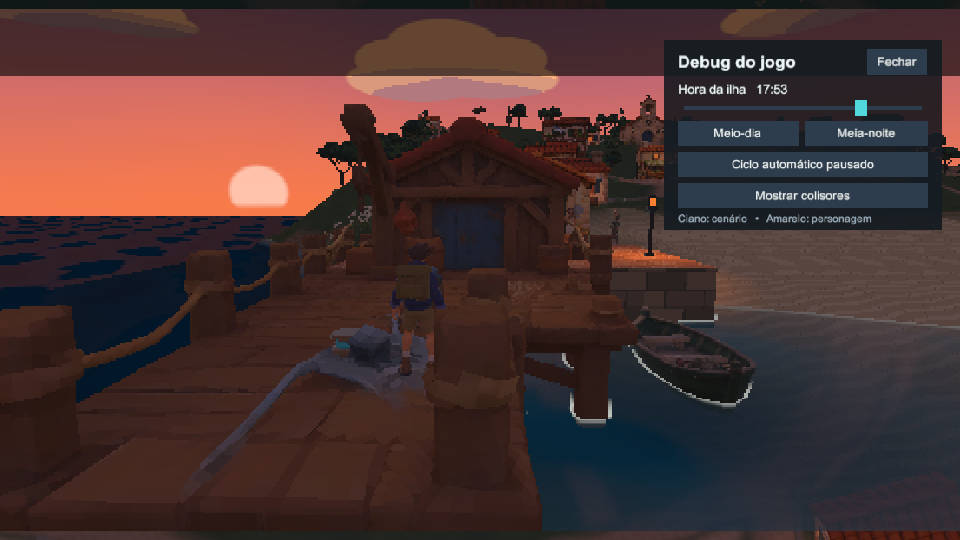 Debug do jogo
Fechar
Hora da ilha 17:53
Meio-dia
Meia-noite
Ciclo automático pausado
Mostrar colisores
Ciano: cenário • Amarelo: personagem